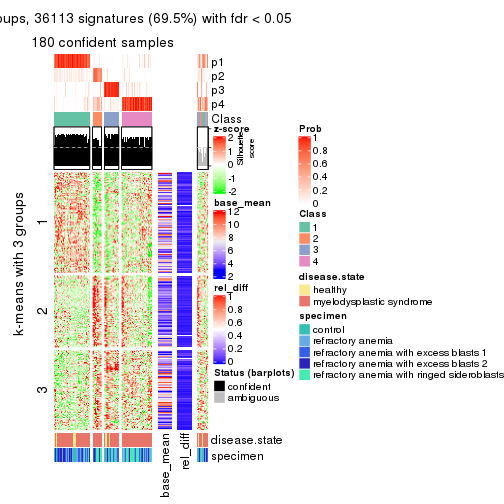 oups, 36113 signatures (69.5%) with fdr < 0.05
180 confident samples
p1
p2
p3
p4
Class
Silhouette
score
k-means with 3 groups
1
2
3
disease.state
specimen
base_mean
rel_diff
z-score
2
1
0
-1
-2
base_mean
12
10
8
6
4
2
rel_diff
1
0.8
0.6
0.4
0.2
0
Status (barplots)
confident
ambiguous
Prob
1
0.8
0.6
0.4
0.2
0
Class
1
2
3
4
disease.state
healthy
myelodysplastic syndrome
specimen
control
refractory anemia
refractory anemia with excess blasts 1
refractory anemia with excess blasts 2
refractory anemia with ringed sideroblasts